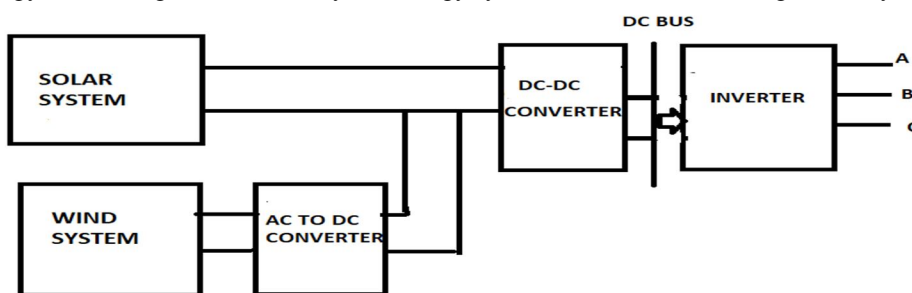 DC BUS
SOLAR
SYSTEM
DC-DC
CONVERTER
INVERTER
A
B
WIND
SYSTEM
AC TO DC
CONVERTER